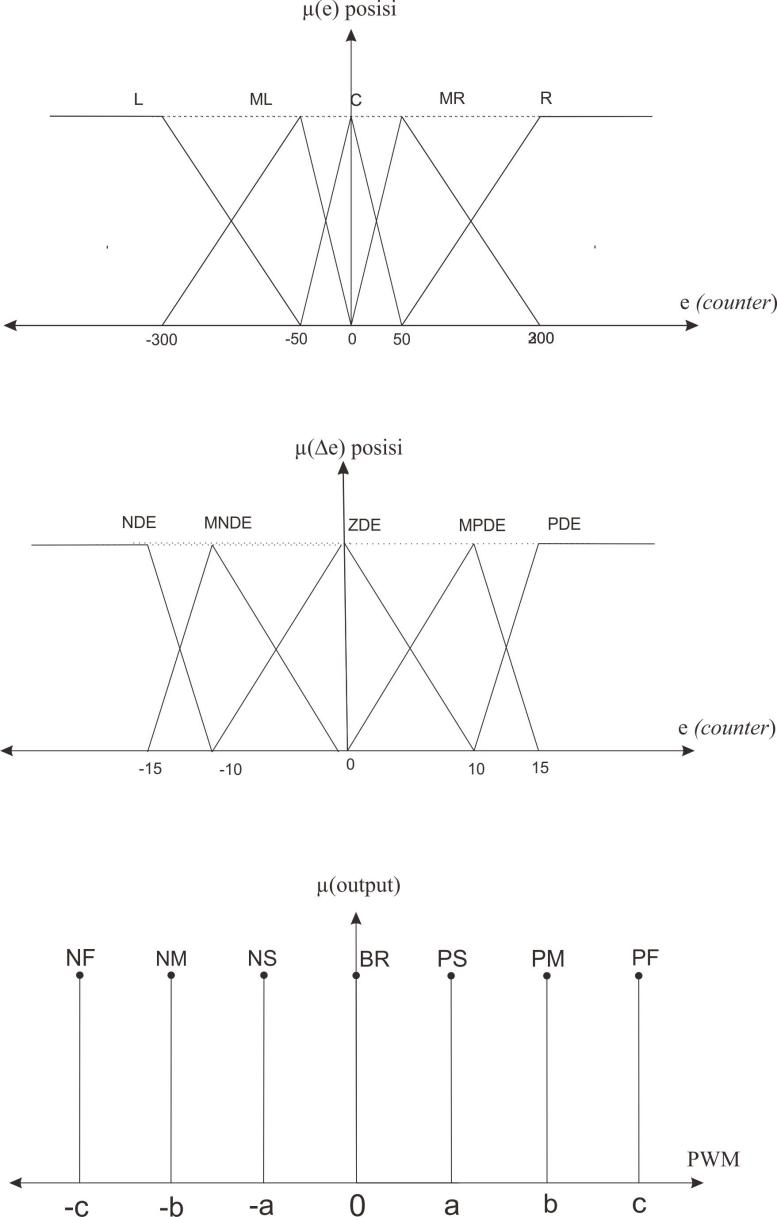 µ(e) posisi
L ML C MR R
e (counter)
-300 -50 0 50
µ(Δe) posisi
NDE MNDE ZDE MPDE PDE
e (counter)
-15 -10 0 10 15
µ(output)
NF NM NS BR PS PM PF
PWM
-c -b -a 0 a b c